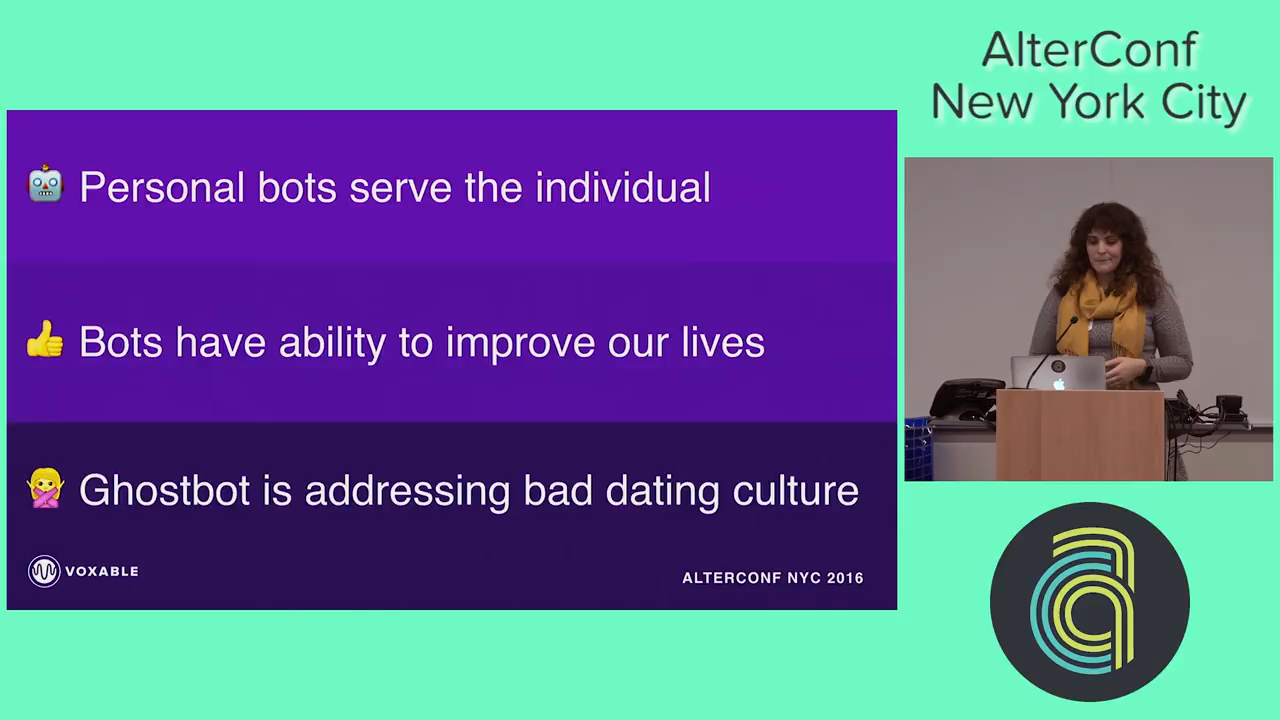 AlterConf
New York City
Personal bots serve the individual
Bots have ability to improve our lives
Ghostbot is addressing bad dating culture
VOXABLE
ALTERCONF NYC 2016